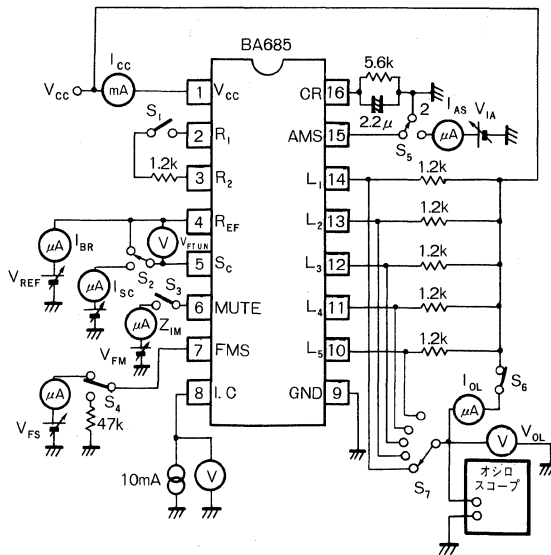 BA685
I_CC
V_CC
mA
1
V_CC
S_1
2
R_1
1.2k
3
R_2
4
R_EF
μA
I_BR
V
V_FTUN
5
S_C
V_REF
μA
I_SC
S_2
S_3
6
MUTE
μA
Z_IM
V_FM
7
FMS
μA
S_4
V_FS
47k
8
I.C
10mA
V
5.6k
CR
16
2.2μ
2
I_AS
V_IA
AMS
15
μA
S_5
L_1
14
1.2k
L_2
13
1.2k
L_3
12
1.2k
L_4
11
1.2k
L_5
10
1.2k
GND
9
I_OL
S_6
μA
V
V_OL
S_7
オシロ
スコープ